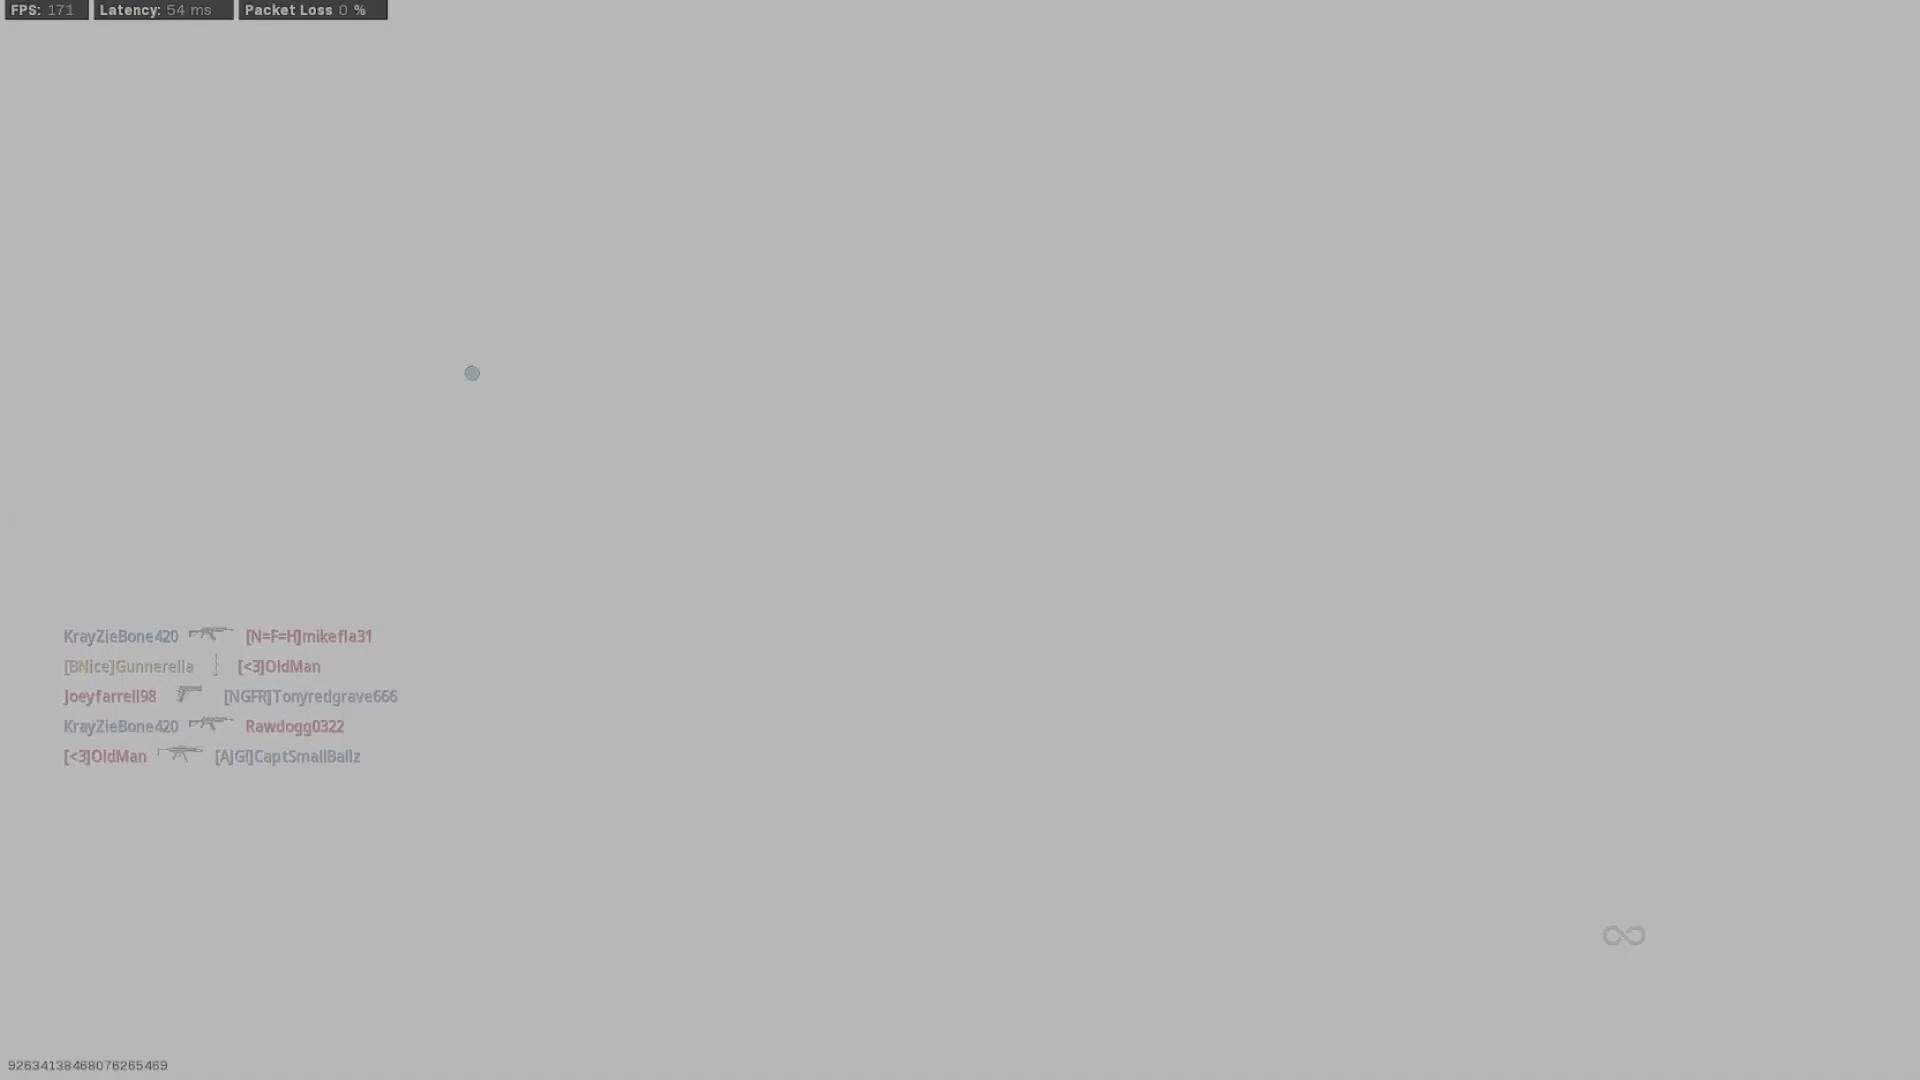 FPS: 171 Latency: 54 ms Packet Loss 0 %
KrayZieBone420 [N=F=H]mikefla31
[BNice]Gunnerella [<3]OldMan
Joeyfarrell98 [NGFR]Tonyredgrave666
KrayZieBone420 Rawdogg0322
[<3]OldMan [AJGI]CaptSmallBallz
92634138468076265469